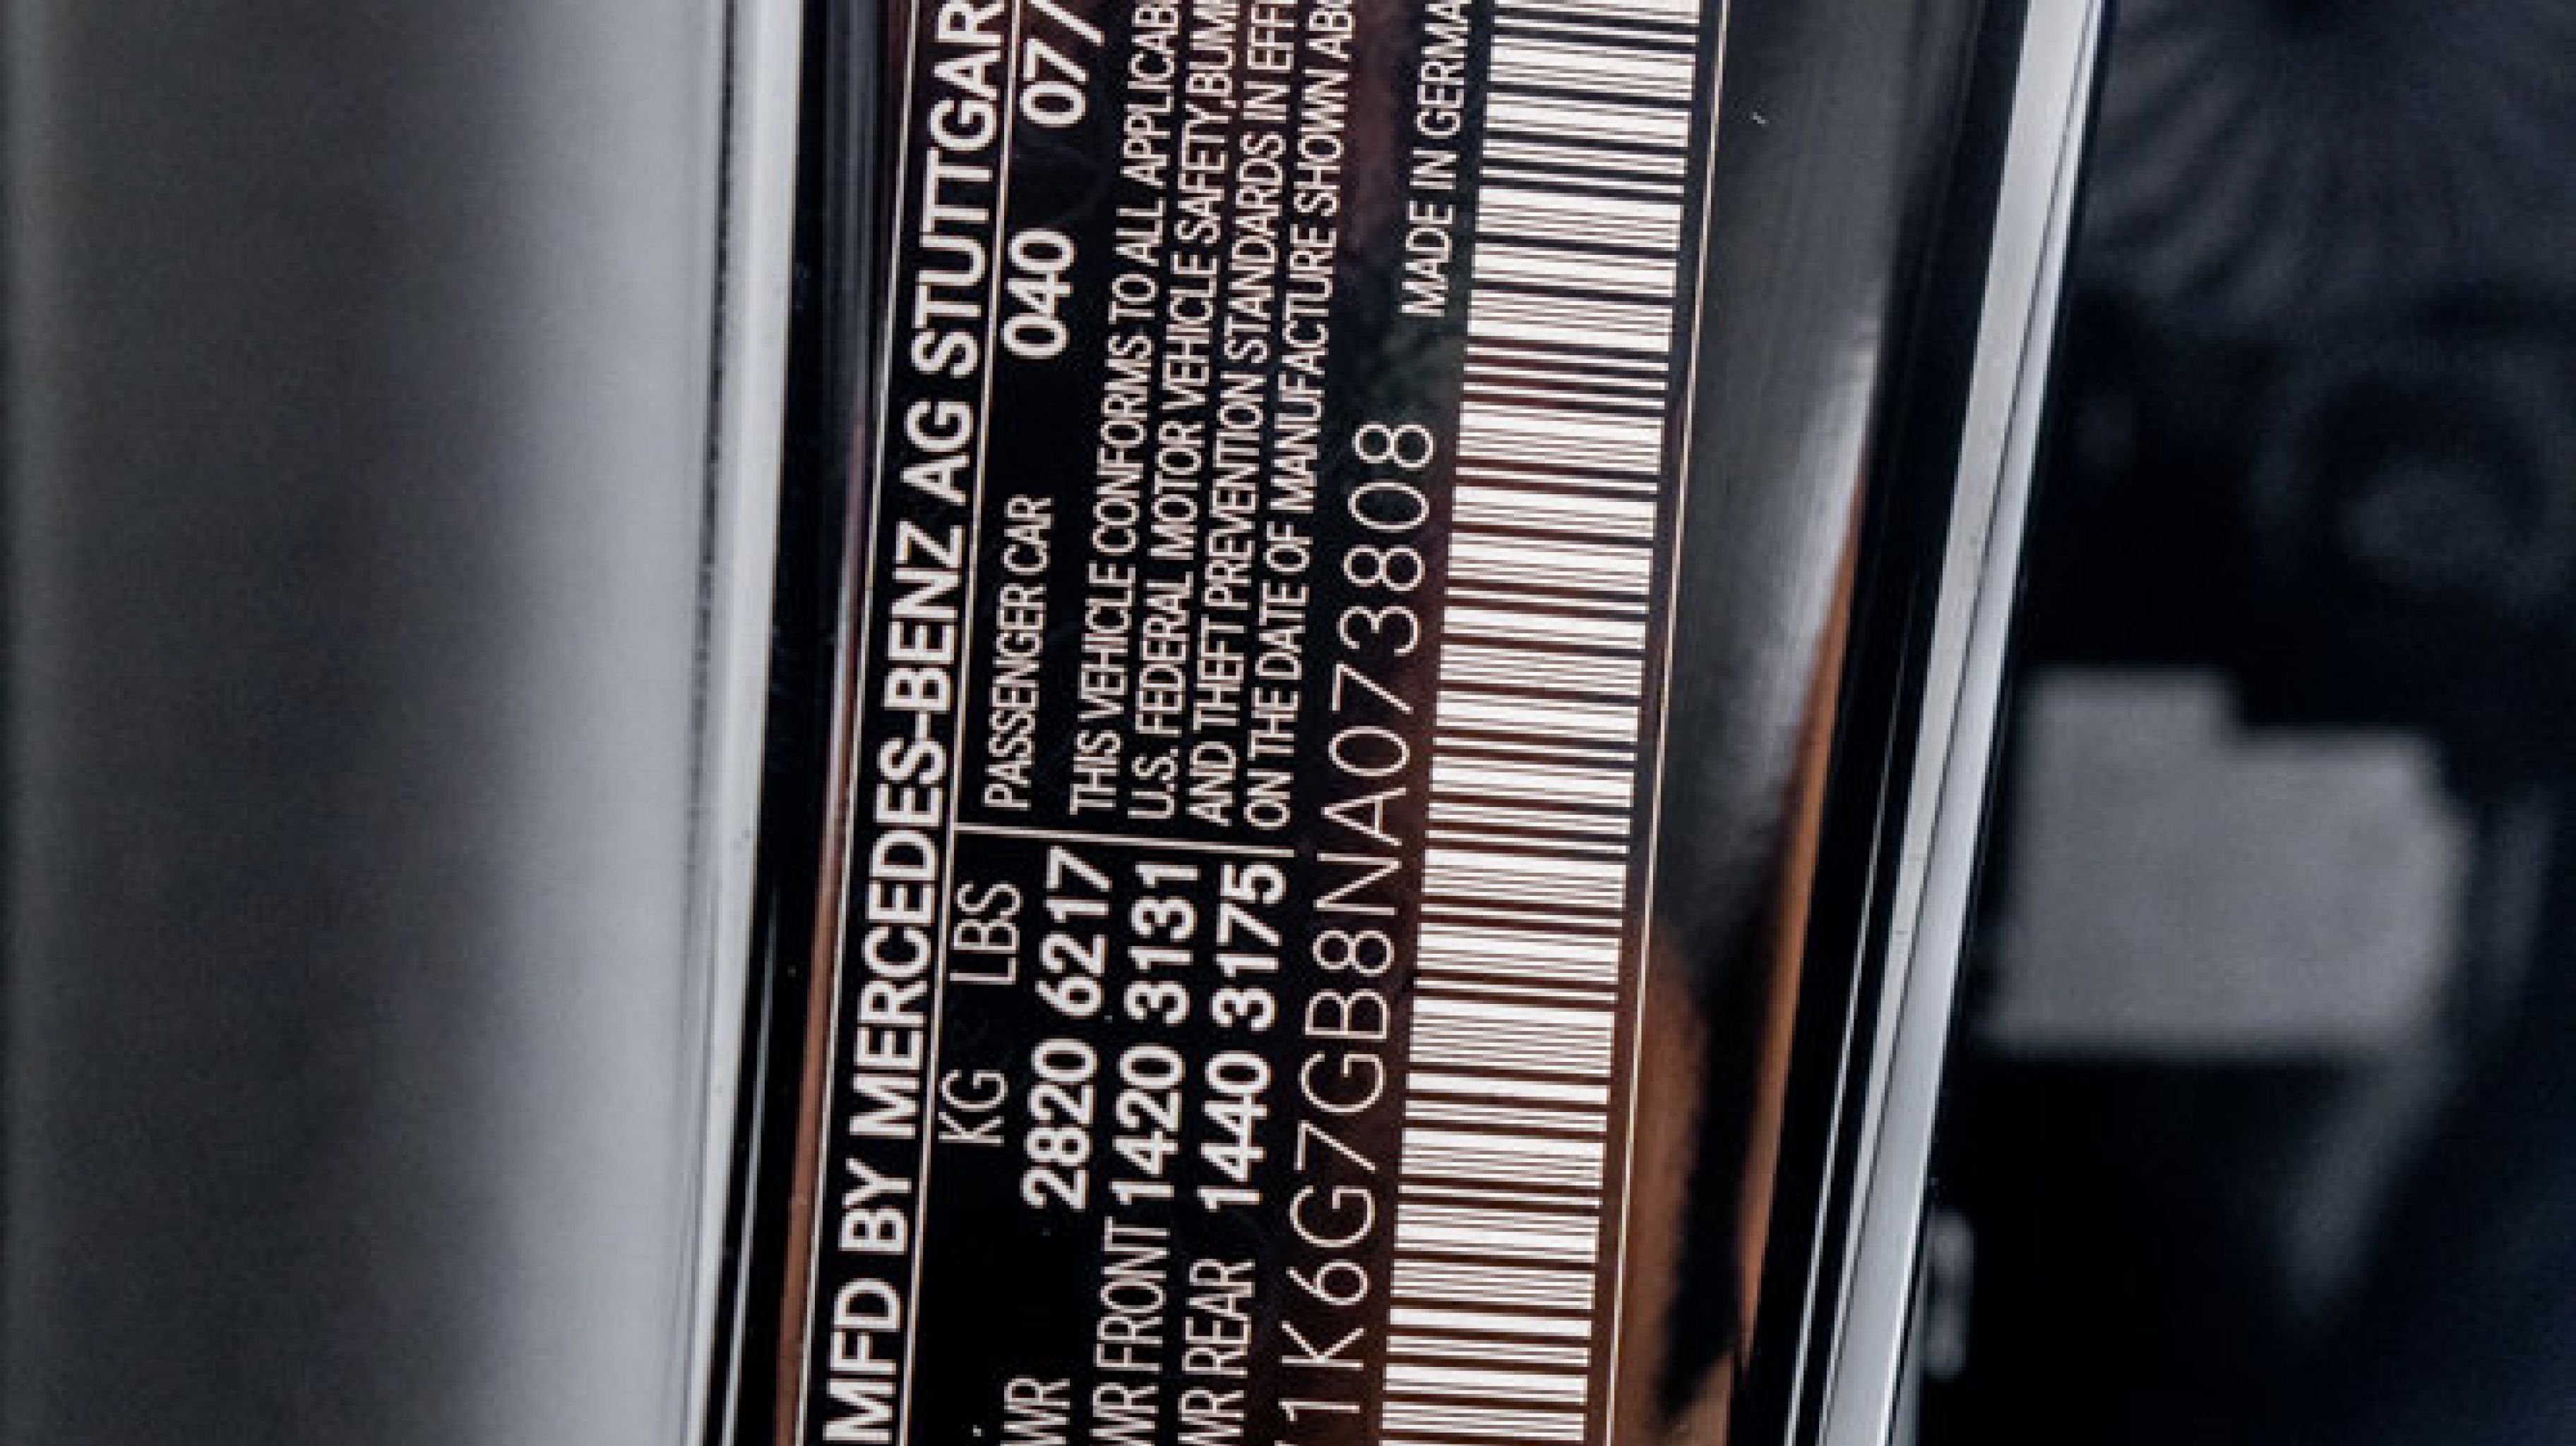 MFD BY MERCEDES-BENZ AG STUTTGAR
KG LBS
WR 2820 6217
WR FRONT 1420 3131
WR REAR 1440 3175
PASSENGER CAR 040 07/
THIS VEHICLE CONFORMS TO ALL APPLICAB
U.S. FEDERAL MOTOR VEHICLE SAFETY,BUM
AND THEFT PREVENTION STANDARDS IN EFF
ON THE DATE OF MANUFACTURE SHOWN AB
1K6G7GB8NA073808
MADE IN GERMA